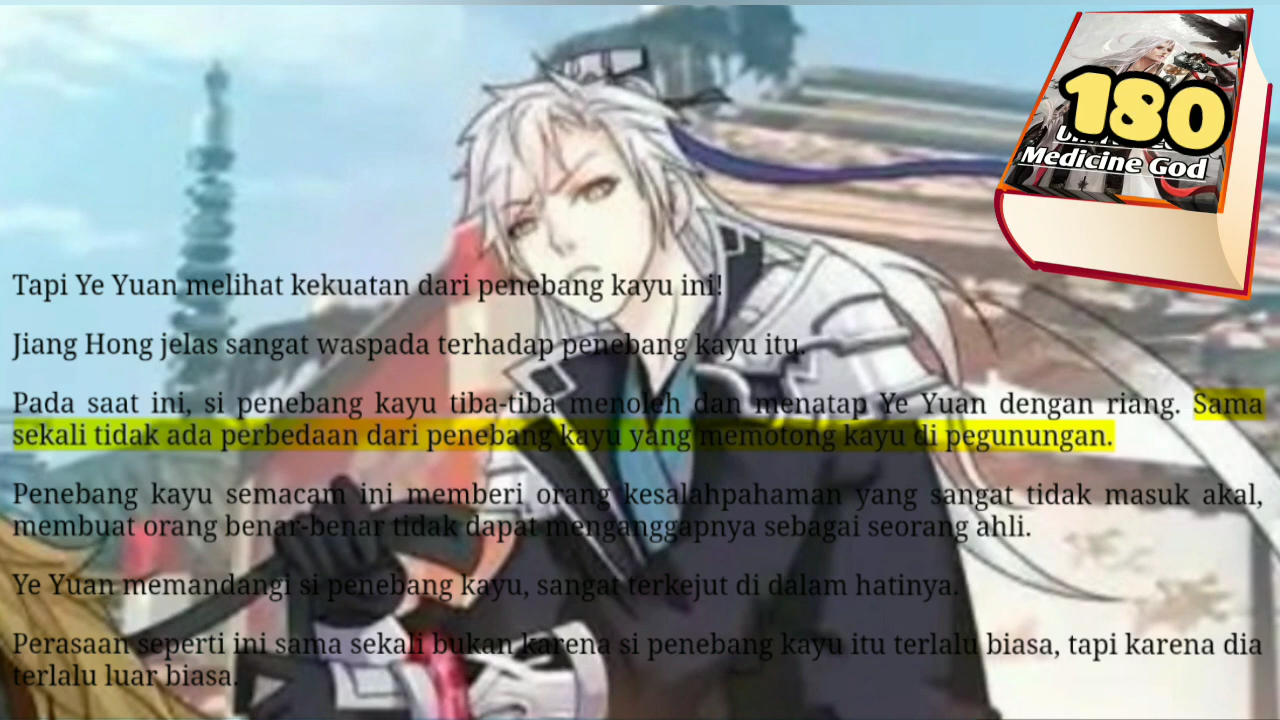 180
Medicine God
Tapi Ye Yuan melihat kekuatan dari penebang kayu ini!
Jiang Hong jelas sangat waspada terhadap penebang kayu itu.
Pada saat ini, si penebang kayu tiba-tiba menoleh dan menatap Ye Yuan dengan riang. Sama
sekali tidak ada perbedaan dari penebang kayu yang memotong kayu di pegunungan.
Penebang kayu semacam ini memberi orang kesalahpahaman yang sangat tidak masuk akal,
membuat orang benar-benar tidak dapat menganggapnya sebagai seorang ahli.
Ye Yuan memandangi si penebang kayu, sangat terkejut di dalam hatinya.
Perasaan seperti ini sama sekali bukan karena si penebang kayu itu terlalu biasa, tapi karena dia
terlalu luar biasa.